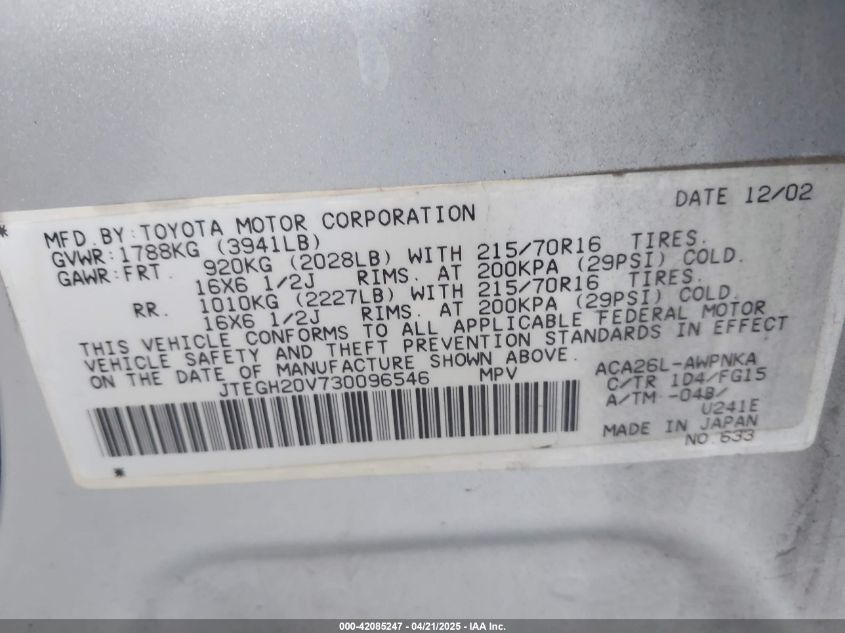 DATE 12/02
* MFD.BY:TOYOTA MOTOR CORPORATION
GVWR:1788KG (3941LB)
GAWR:FRT. 920KG (2028LB) WITH 215/70R16 TIRES.
16X6 1/2J RIMS. AT 200KPA (29PSI) COLD.
RR. 1010KG (2227LB) WITH 215/70R16 TIRES.
16X6 1/2J RIMS. AT 200KPA (29PSI) COLD.
THIS VEHICLE CONFORMS TO ALL APPLICABLE FEDERAL MOTOR
VEHICLE SAFETY AND THEFT PREVENTION STANDARDS IN EFFECT
ON THE DATE OF MANUFACTURE SHOWN ABOVE.
JTEGH20V730096546 MPV
ACA26L-AWPNKA
C/TR 1D4/FG15
A/TM -04B/
U241E
MADE IN JAPAN
NO.633
*
000-42085247 - 04/21/2025 - IAA Inc.